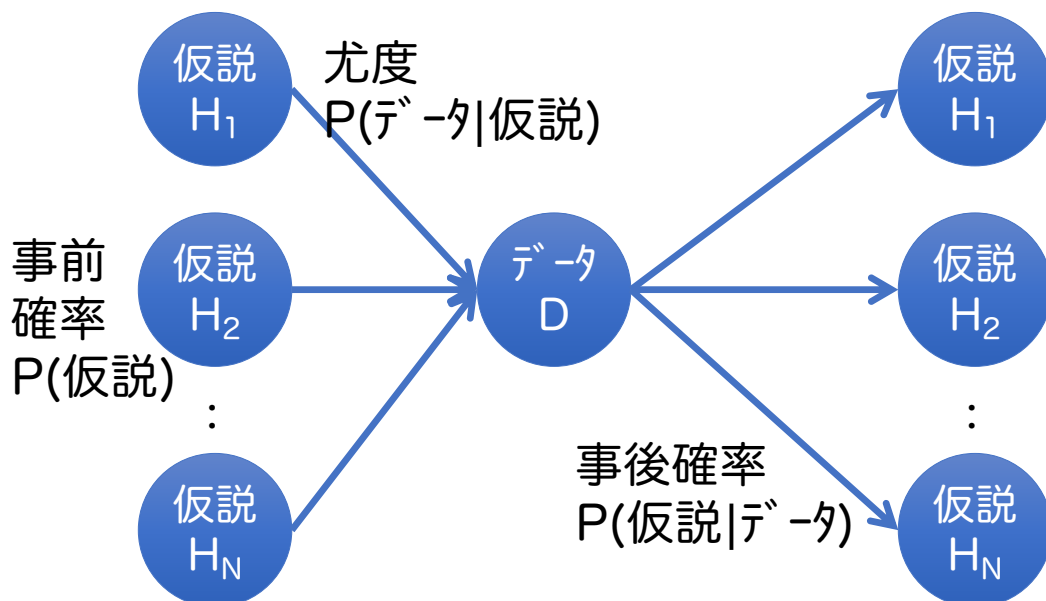 仮説
H₁
尤度
P(データ|仮説)
仮説
H₁
事前
確率
P(仮説)
仮説
H₂
データ
D
仮説
H₂
:
:
仮説
H_N
事後確率
P(仮説|データ)
仮説
H_N